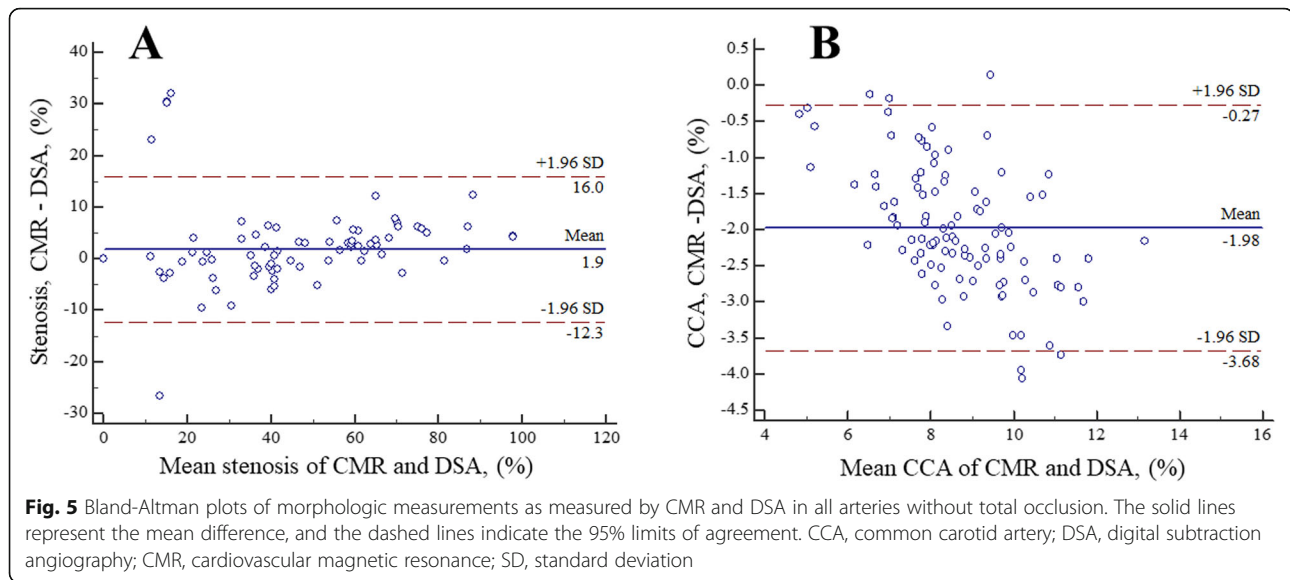 A
40
30
20
10
0
-10
-20
-30
Stenosis, CMR - DSA, (%)
+1.96 SD
16.0
Mean
1.9
-1.96 SD
-12.3
0 20 40 60 80 100 120
Mean stenosis of CMR and DSA, (%)
B
0.5
0.0
-0.5
-1.0
-1.5
-2.0
-2.5
-3.0
-3.5
-4.0
-4.5
CCA, CMR -DSA, (%)
+1.96 SD
-0.27
Mean
-1.98
-1.96 SD
-3.68
4 6 8 10 12 14 16
Mean CCA of CMR and DSA, (%)
Fig. 5 Bland-Altman plots of morphologic measurements as measured by CMR and DSA in all arteries without total occlusion. The solid lines
represent the mean difference, and the dashed lines indicate the 95% limits of agreement. CCA, common carotid artery; DSA, digital subtraction
angiography; CMR, cardiovascular magnetic resonance; SD, standard deviation